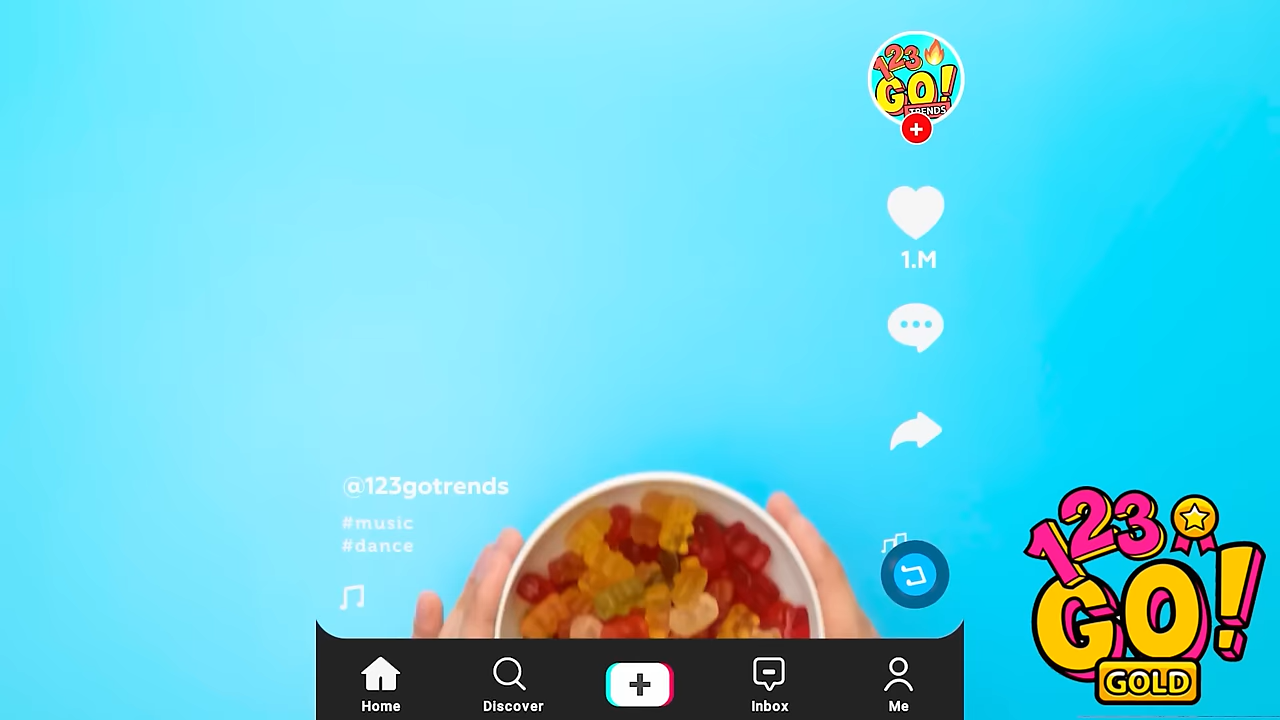 123
GO!
TRENDS
1.M
@123gotrends
#music
#dance
Home
Discover
Inbox
Me
123
GO!
GOLD